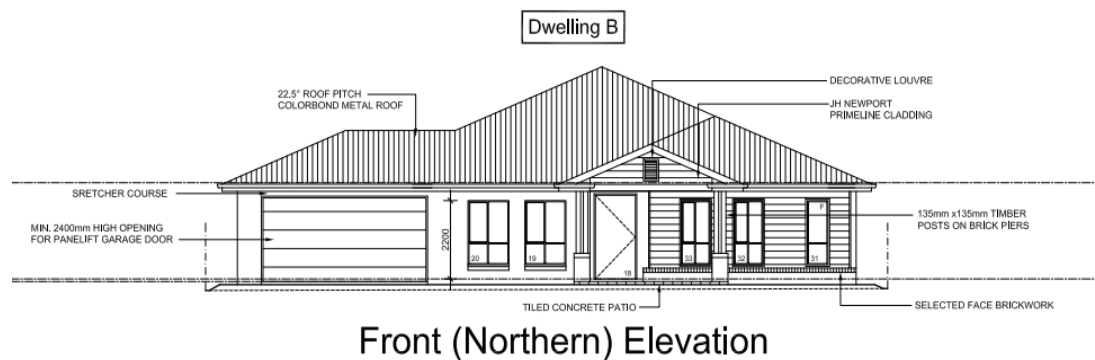 Dwelling B
22.5° ROOF PITCH
COLORBOND METAL ROOF
DECORATIVE LOUVRE
JH NEWPORT
PRIMELINE CLADDING
SRETCHER COURSE
MIN. 2400mm HIGH OPENING
FOR PANELIFT GARAGE DOOR
2200
20
19
18
33
32
F
31
135mm x135mm TIMBER
POSTS ON BRICK PIERS
TILED CONCRETE PATIO
SELECTED FACE BRICKWORK
Front (Northern) Elevation